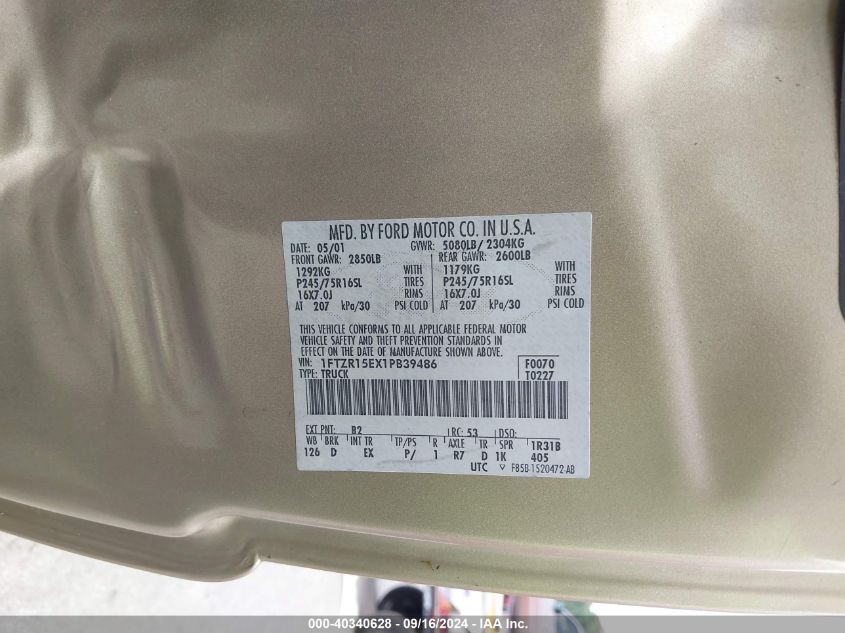 MFD. BY FORD MOTOR CO. IN U.S.A.
DATE: 05/01 GVWR: 5080LB/ 2304KG
FRONT GAWR: 2850LB REAR GAWR: 2600LB
1292KG WITH 1179KG WITH
P245/75R16SL TIRES P245/75R16SL TIRES
16X7.0J RIMS 16X7.0J RIMS
AT 207 kPa/30 PSI COLD AT 207 kPa/30 PSI COLD
THIS VEHICLE CONFORMS TO ALL APPLICABLE FEDERAL MOTOR
VEHICLE SAFETY AND THEFT PREVENTION STANDARDS IN
EFFECT ON THE DATE OF MANUFACTURE SHOWN ABOVE.
VIN: 1FTZR15EX1PB39486 F0070
TYPE: TRUCK T0227
EXT PNT: B2 RC: 53 DSO:
WB BRK INT TR TP/PS R AXLE TR SPR 1R31B
126 D EX P/ 1 R7 D 1K 405
UTC F85B-1520472-AB
000-40340628 - 09/16/2024 - IAAI.com